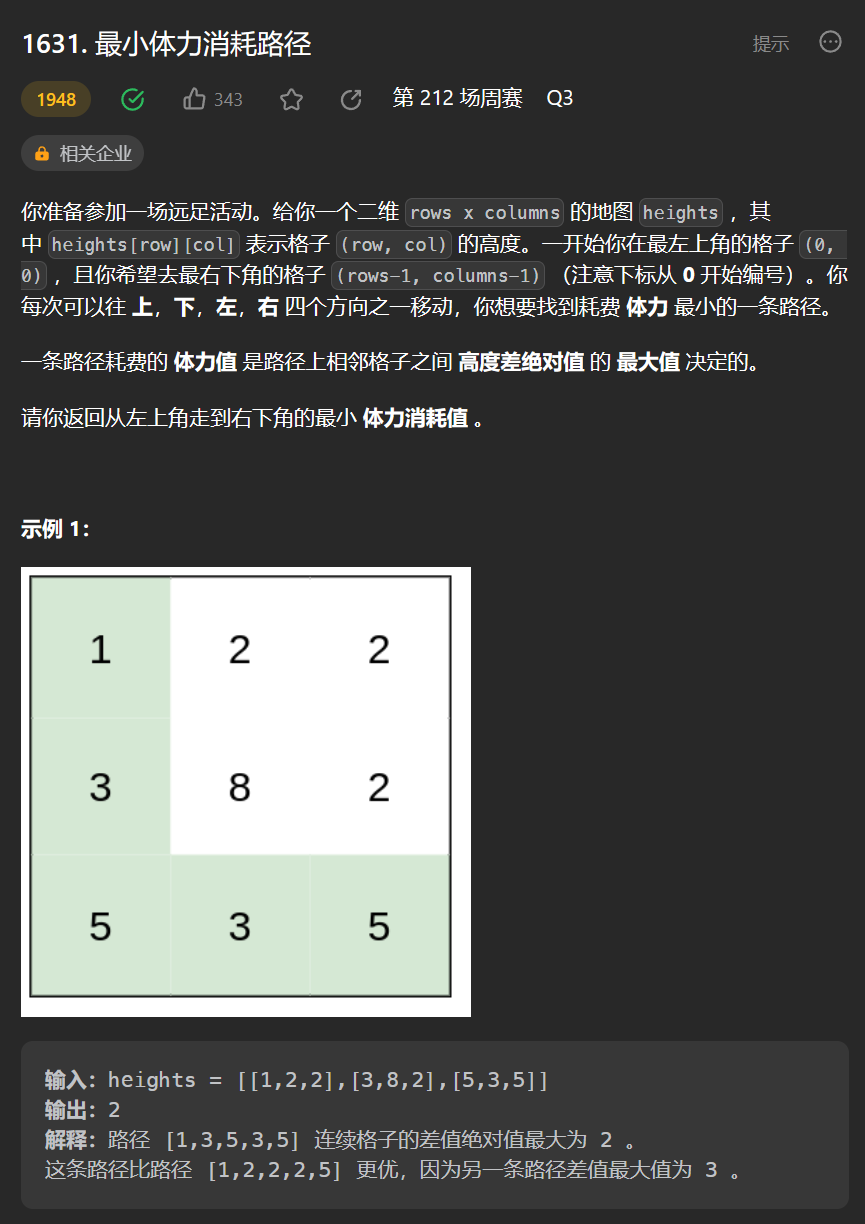 1631. 最小体力消耗路径 提示
1948 343 第 212 场周赛 Q3
相关企业
你准备参加一场远足活动。给你一个二维 rows x columns 的地图 heights ，其
中 heights[row][col] 表示格子 (row, col) 的高度。一开始你在最左上角的格子 (0,
0) ，且你希望去最右下角的格子 (rows-1, columns-1) （注意下标从 0 开始编号）。你
每次可以往 上，下，左，右 四个方向之一移动，你想要找到耗费 体力 最小的一条路径。
一条路径耗费的 体力值 是路径上相邻格子之间 高度差绝对值 的 最大值 决定的。
请你返回从左上角走到右下角的最小 体力消耗值 。
示例 1：
1 2 2
3 8 2
5 3 5
输入：heights = [[1,2,2],[3,8,2],[5,3,5]]
输出：2
解释：路径 [1,3,5,3,5] 连续格子的差值绝对值最大为 2 。
这条路径比路径 [1,2,2,2,5] 更优，因为另一条路径差值最大值为 3 。